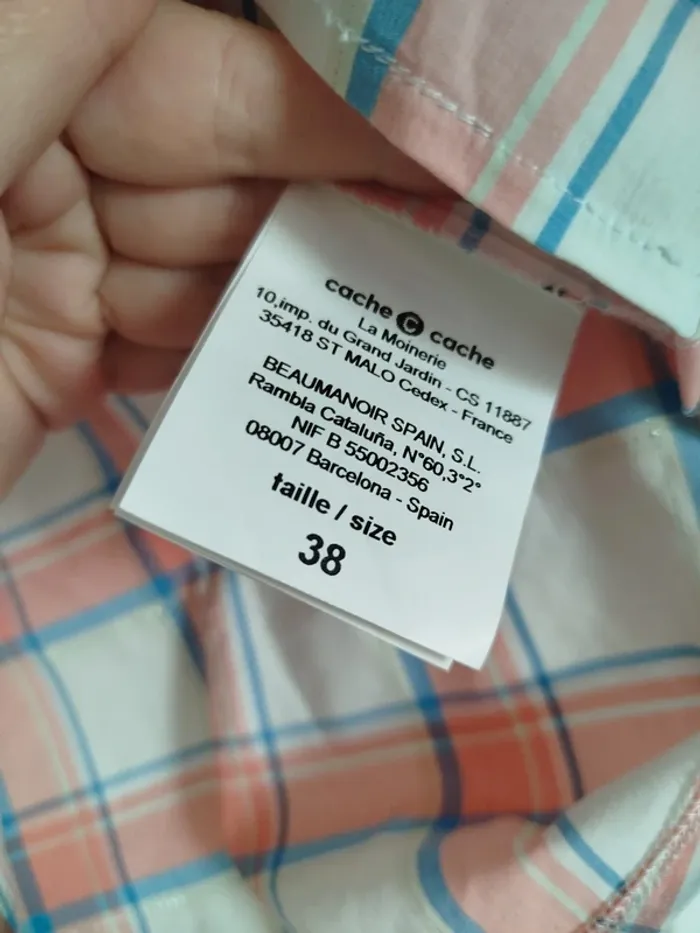 cache C cache
La Moinerie
10,imp. du Grand Jardin - CS 11887
35418 ST MALO Cedex - France
BEAUMANOIR SPAIN, S.L.
Rambla Cataluña, N°60,3°2°
NIF B 55002356
08007 Barcelona - Spain
taille / size
38